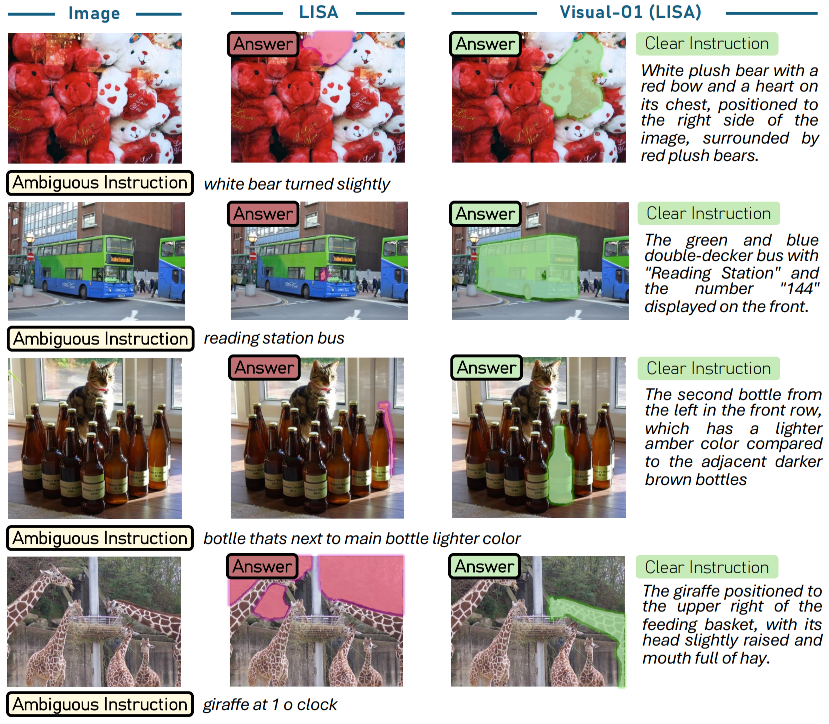 Image
LISA
Visual-O1 (LISA)
Answer
Answer
Clear Instruction
White plush bear with a
red bow and a heart on
its chest, positioned to
the right side of the
image, surrounded by
red plush bears.
Ambiguous Instruction
white bear turned slightly
Answer
Answer
Clear Instruction
The green and blue
double-decker bus with
"Reading Station" and
the number "144"
displayed on the front.
Ambiguous Instruction
reading station bus
Answer
Answer
Clear Instruction
The second bottle from
the left in the front row,
which has a lighter
amber color compared
to the adjacent darker
brown bottles
Ambiguous Instruction
botlle thats next to main bottle lighter color
Answer
Answer
Clear Instruction
The giraffe positioned to
the upper right of the
feeding basket, with its
head slightly raised and
mouth full of hay.
Ambiguous Instruction
giraffe at 1 o clock